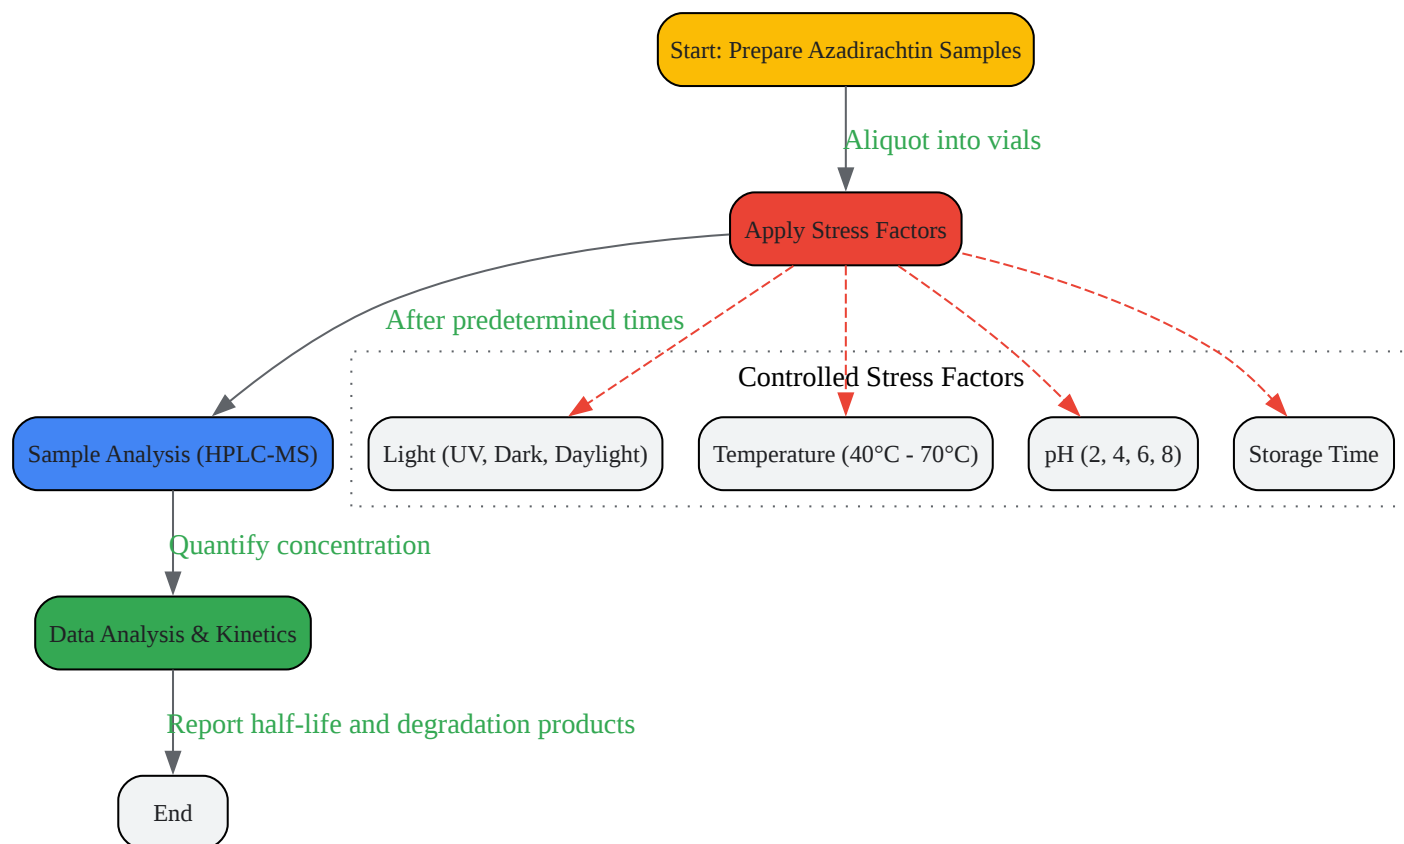 Start: Prepare Azadirachtin Samples
Aliquot into vials
Apply Stress Factors
After predetermined times
Controlled Stress Factors
Sample Analysis (HPLC-MS)
Light (UV, Dark, Daylight)
Temperature (40°C - 70°C)
pH (2, 4, 6, 8)
Storage Time
Quantify concentration
Data Analysis & Kinetics
Report half-life and degradation products
End